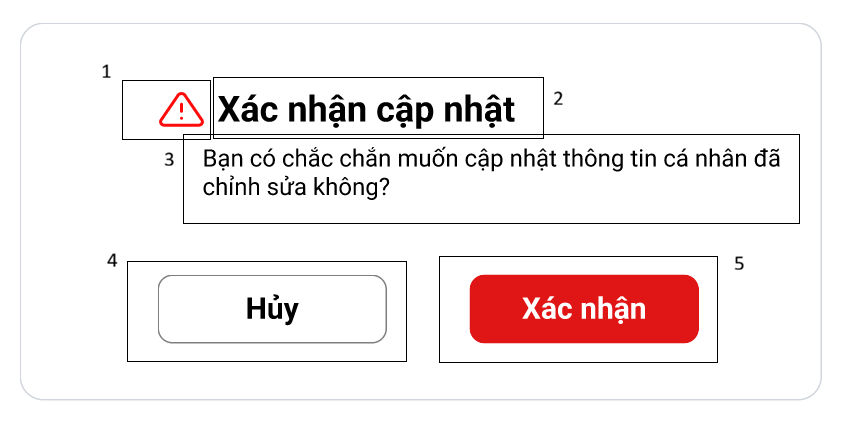 1
Xác nhận cập nhật
2
3
Bạn có chắc chắn muốn cập nhật thông tin cá nhân đã
chỉnh sửa không?
4
Hủy
Xác nhận
5